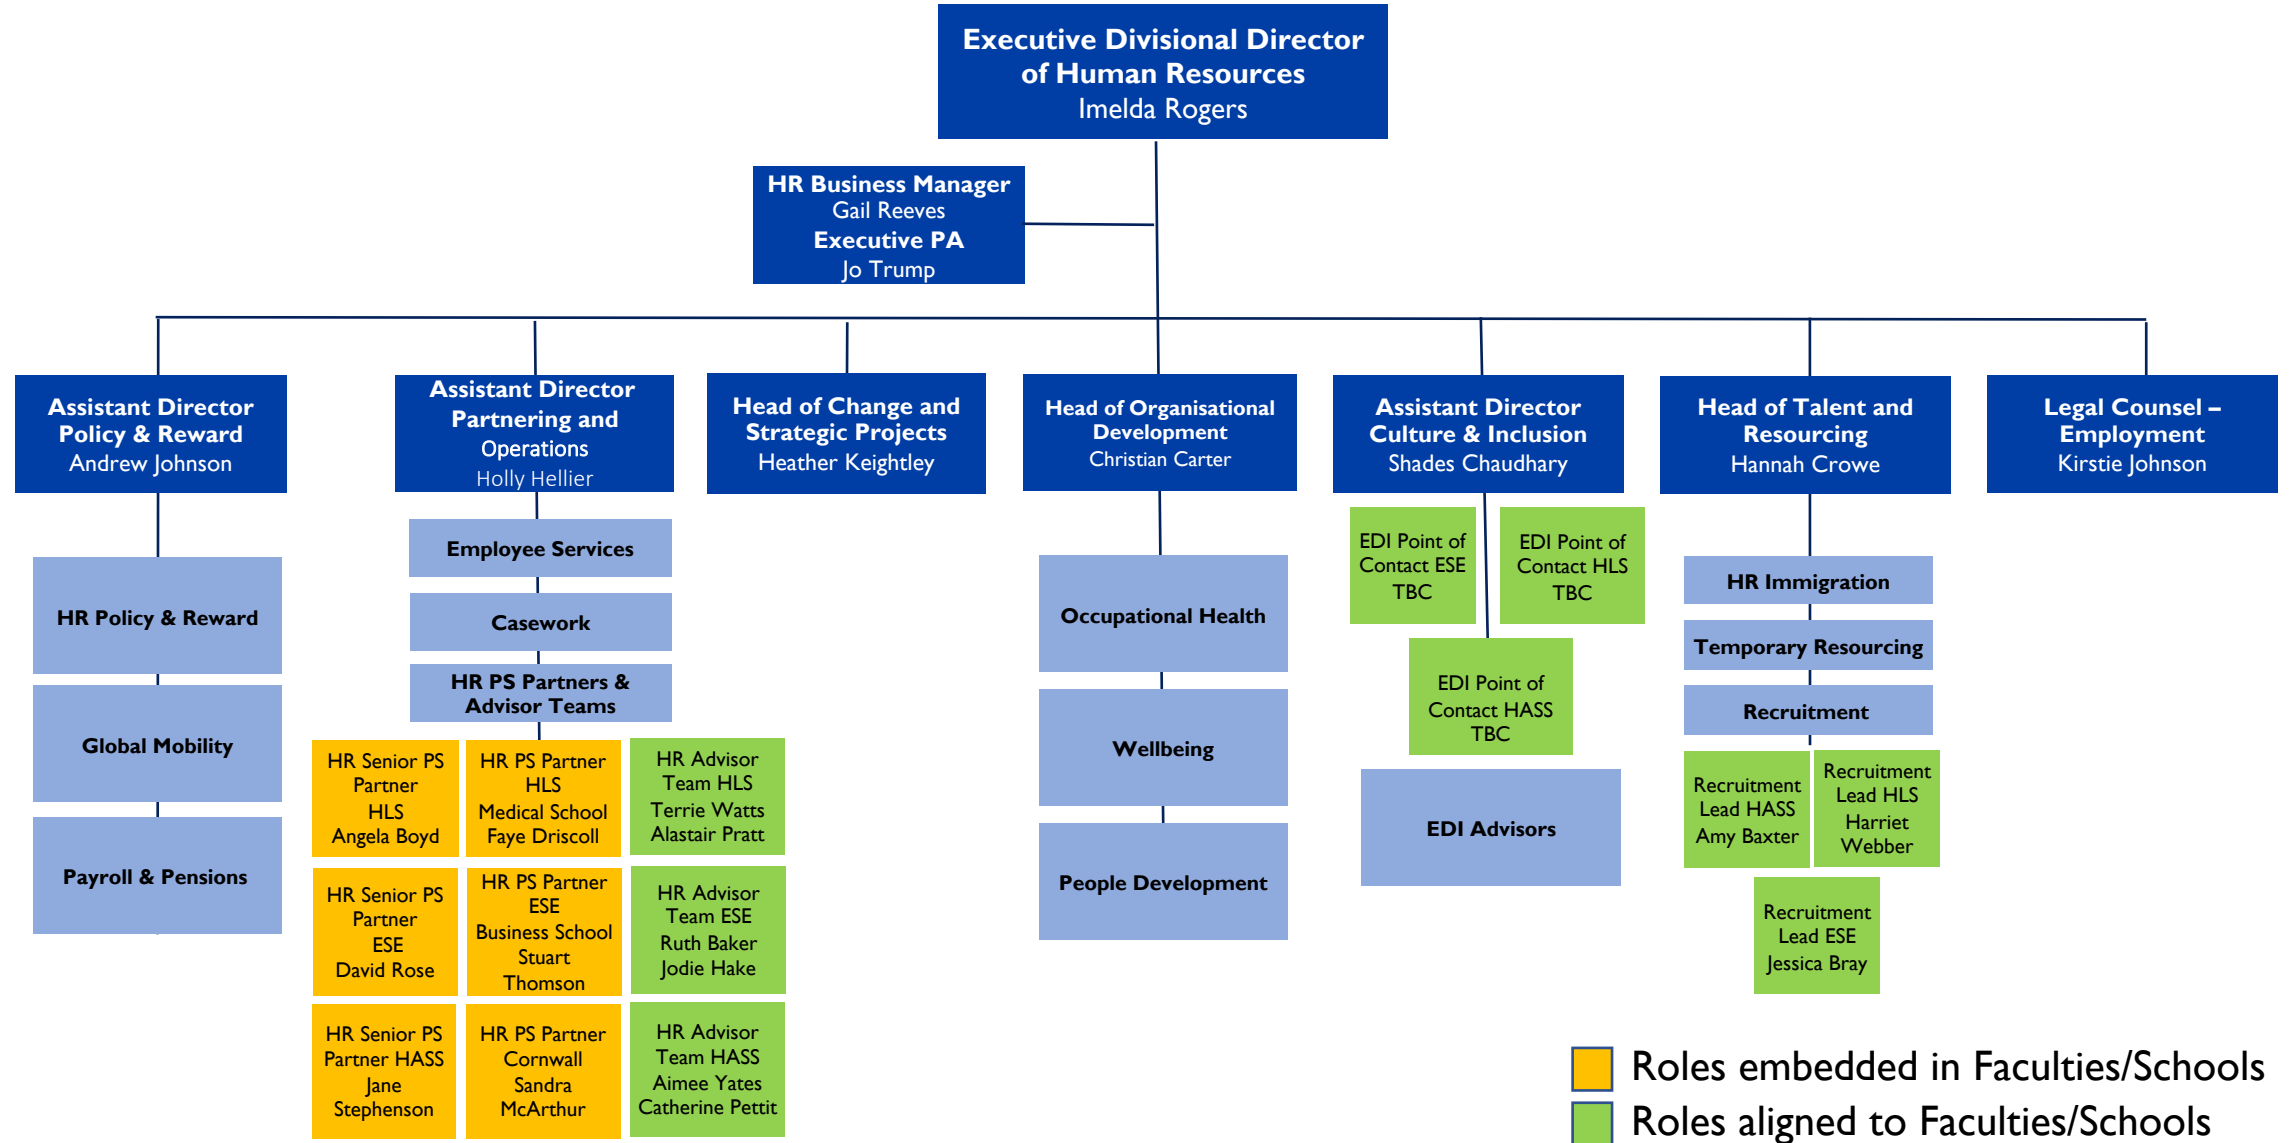 Executive Divisional Director
of Human Resources
Imelda Rogers
HR Business Manager
Gail Reeves
Executive PA
Jo Trump
Assistant Director
Policy & Reward
Andrew Johnson
HR Policy & Reward
Global Mobility
Payroll & Pensions
Assistant Director
Partnering and
Operations
Holly Hellier
Employee Services
Casework
HR PS Partners &
Advisor Teams
HR Senior PS
Partner
HLS
Angela Boyd
HR PS Partner
HLS
Medical School
Faye Driscoll
HR Advisor
Team HLS
Terrie Watts
Alastair Pratt
HR Senior PS
Partner
ESE
David Rose
HR PS Partner
ESE
Business School
Stuart
Thomson
HR Advisor
Team ESE
Ruth Baker
Jodie Hake
HR Senior PS
Partner HASS
Jane
Stephenson
HR PS Partner
Cornwall
Sandra
McArthur
HR Advisor
Team HASS
Aimee Yates
Catherine Pettit
Head of Change and
Strategic Projects
Heather Keightley
Head of Organisational
Development
Christian Carter
Occupational Health
Wellbeing
People Development
Assistant Director
Culture & Inclusion
Shades Chaudhary
EDI Point of
Contact ESE
TBC
EDI Point of
Contact HLS
TBC
EDI Point of
Contact HASS
TBC
EDI Advisors
Head of Talent and
Resourcing
Hannah Crowe
HR Immigration
Temporary Resourcing
Recruitment
Recruitment
Lead HASS
Amy Baxter
Recruitment
Lead HLS
Harriet
Webber
Recruitment
Lead ESE
Jessica Bray
Legal Counsel –
Employment
Kirstie Johnson
Roles embedded in Faculties/Schools
Roles aligned to Faculties/Schools